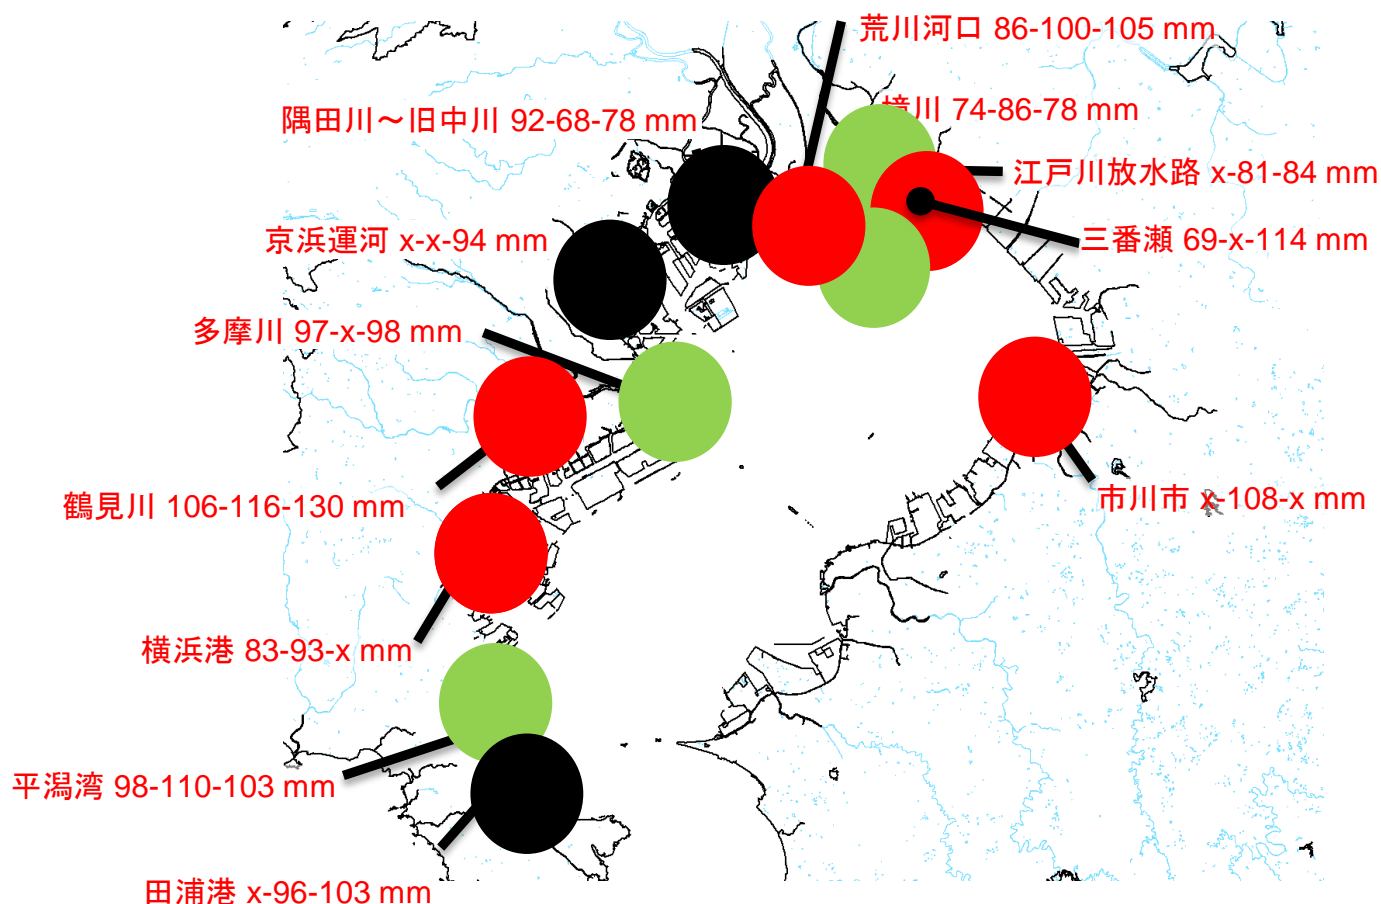 荒川河口 86-100-105 mm
隅田川～旧中川 92-68-78 mm
境川 74-86-78 mm
江戸川放水路 x-81-84 mm
京浜運河 x-x-94 mm
三番瀬 69-x-114 mm
多摩川 97-x-98 mm
鶴見川 106-116-130 mm
市川市 x-108-x mm
横浜港 83-93-x mm
平潟湾 98-110-103 mm
田浦港 x-96-103 mm